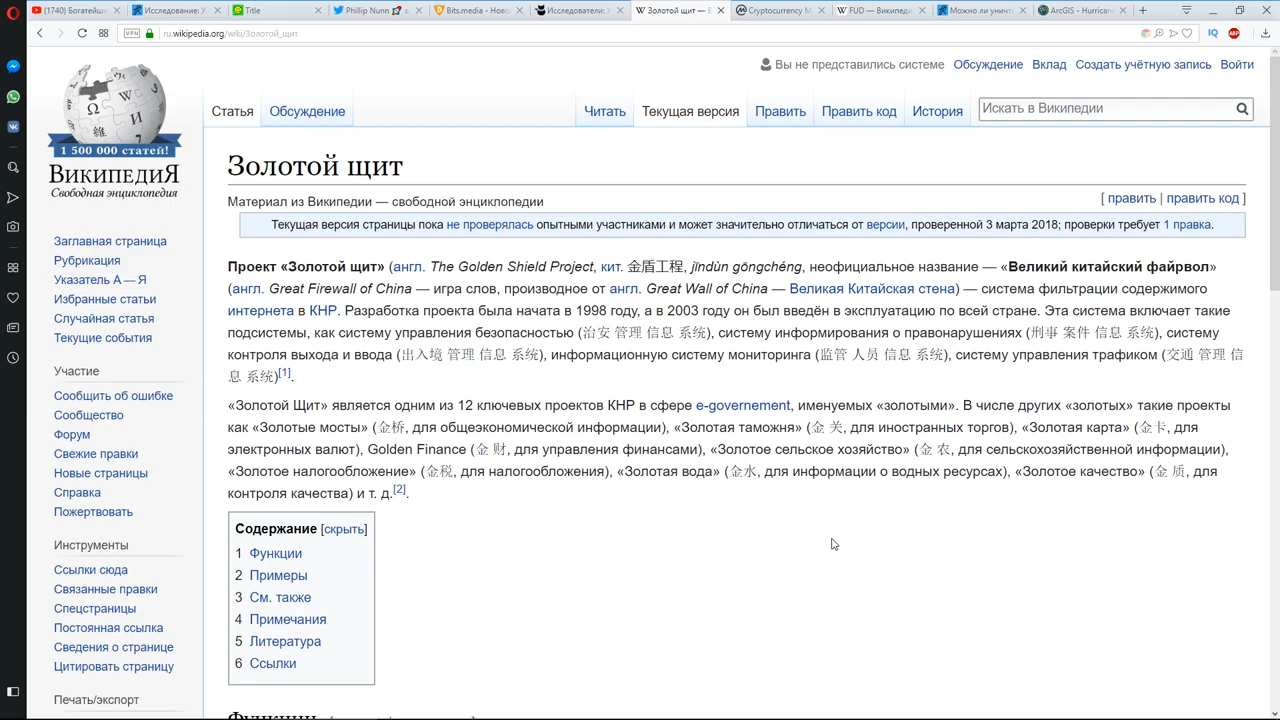 (1740) Богатейши
Исследование: У
Title
Phillip Nunn
Bits.media - Ново
Исследователи: У
Золотой щит — В
Cryptocurrency M
FUD — Википеди
Можно ли уничт
ArcGIS - Hurrican
VPN ru.wikipedia.org/wiki/Золотой_щит
IQ ABP
Вы не представились системе Обсуждение Вклад Создать учётную запись Войти
Статья Обсуждение Читать Текущая версия Править Править код История Искать в Википедии
1 500 000 статей!
ВикипедиЯ
Свободная энциклопедия
Заглавная страница
Рубрикация
Указатель А — Я
Избранные статьи
Случайная статья
Текущие события
Участие
Сообщить об ошибке
Сообщество
Форум
Свежие правки
Новые страницы
Справка
Пожертвовать
Инструменты
Ссылки сюда
Связанные правки
Спецстраницы
Постоянная ссылка
Сведения о странице
Цитировать страницу
Печать/экспорт
Золотой щит
Материал из Википедии — свободной энциклопедии [ править | править код ]
Текущая версия страницы пока не проверялась опытными участниками и может значительно отличаться от версии, проверенной 3 марта 2018; проверки требует 1 правка.
Проект «Золотой щит» (англ. The Golden Shield Project, кит. 金盾工程, jīndùn gōngchéng, неофициальное название — «Великий китайский файрвол»
(англ. Great Firewall of China — игра слов, производное от англ. Great Wall of China — Великая Китайская стена) — система фильтрации содержимого
интернета в КНР. Разработка проекта была начата в 1998 году, а в 2003 году он был введён в эксплуатацию по всей стране. Эта система включает такие
подсистемы, как систему управления безопасностью (治安 管理 信息 系统), систему информирования о правонарушениях (刑事 案件 信息 系统), систему
контроля выхода и ввода (出入境 管理 信息 系统), информационную систему мониторинга (监管 人员 信息 系统), систему управления трафиком (交通 管理 信
息 系统)[1].
«Золотой Щит» является одним из 12 ключевых проектов КНР в сфере e-governement, именуемых «золотыми». В числе других «золотых» такие проекты
как «Золотые мосты» (金桥, для общеэкономической информации), «Золотая таможня» (金 关, для иностранных торгов), «Золотая карта» (金卡, для
электронных валют), Golden Finance (金 财, для управления финансами), «Золотое сельское хозяйство» (金 农, для сельскохозяйственной информации),
«Золотое налогообложение» (金税, для налогообложения), «Золотая вода» (金水, для информации о водных ресурсах), «Золотое качество» (金 质, для
контроля качества) и т. д.[2].
Содержание [скрыть]
1 Функции
2 Примеры
3 См. также
4 Примечания
5 Литература
6 Ссылки